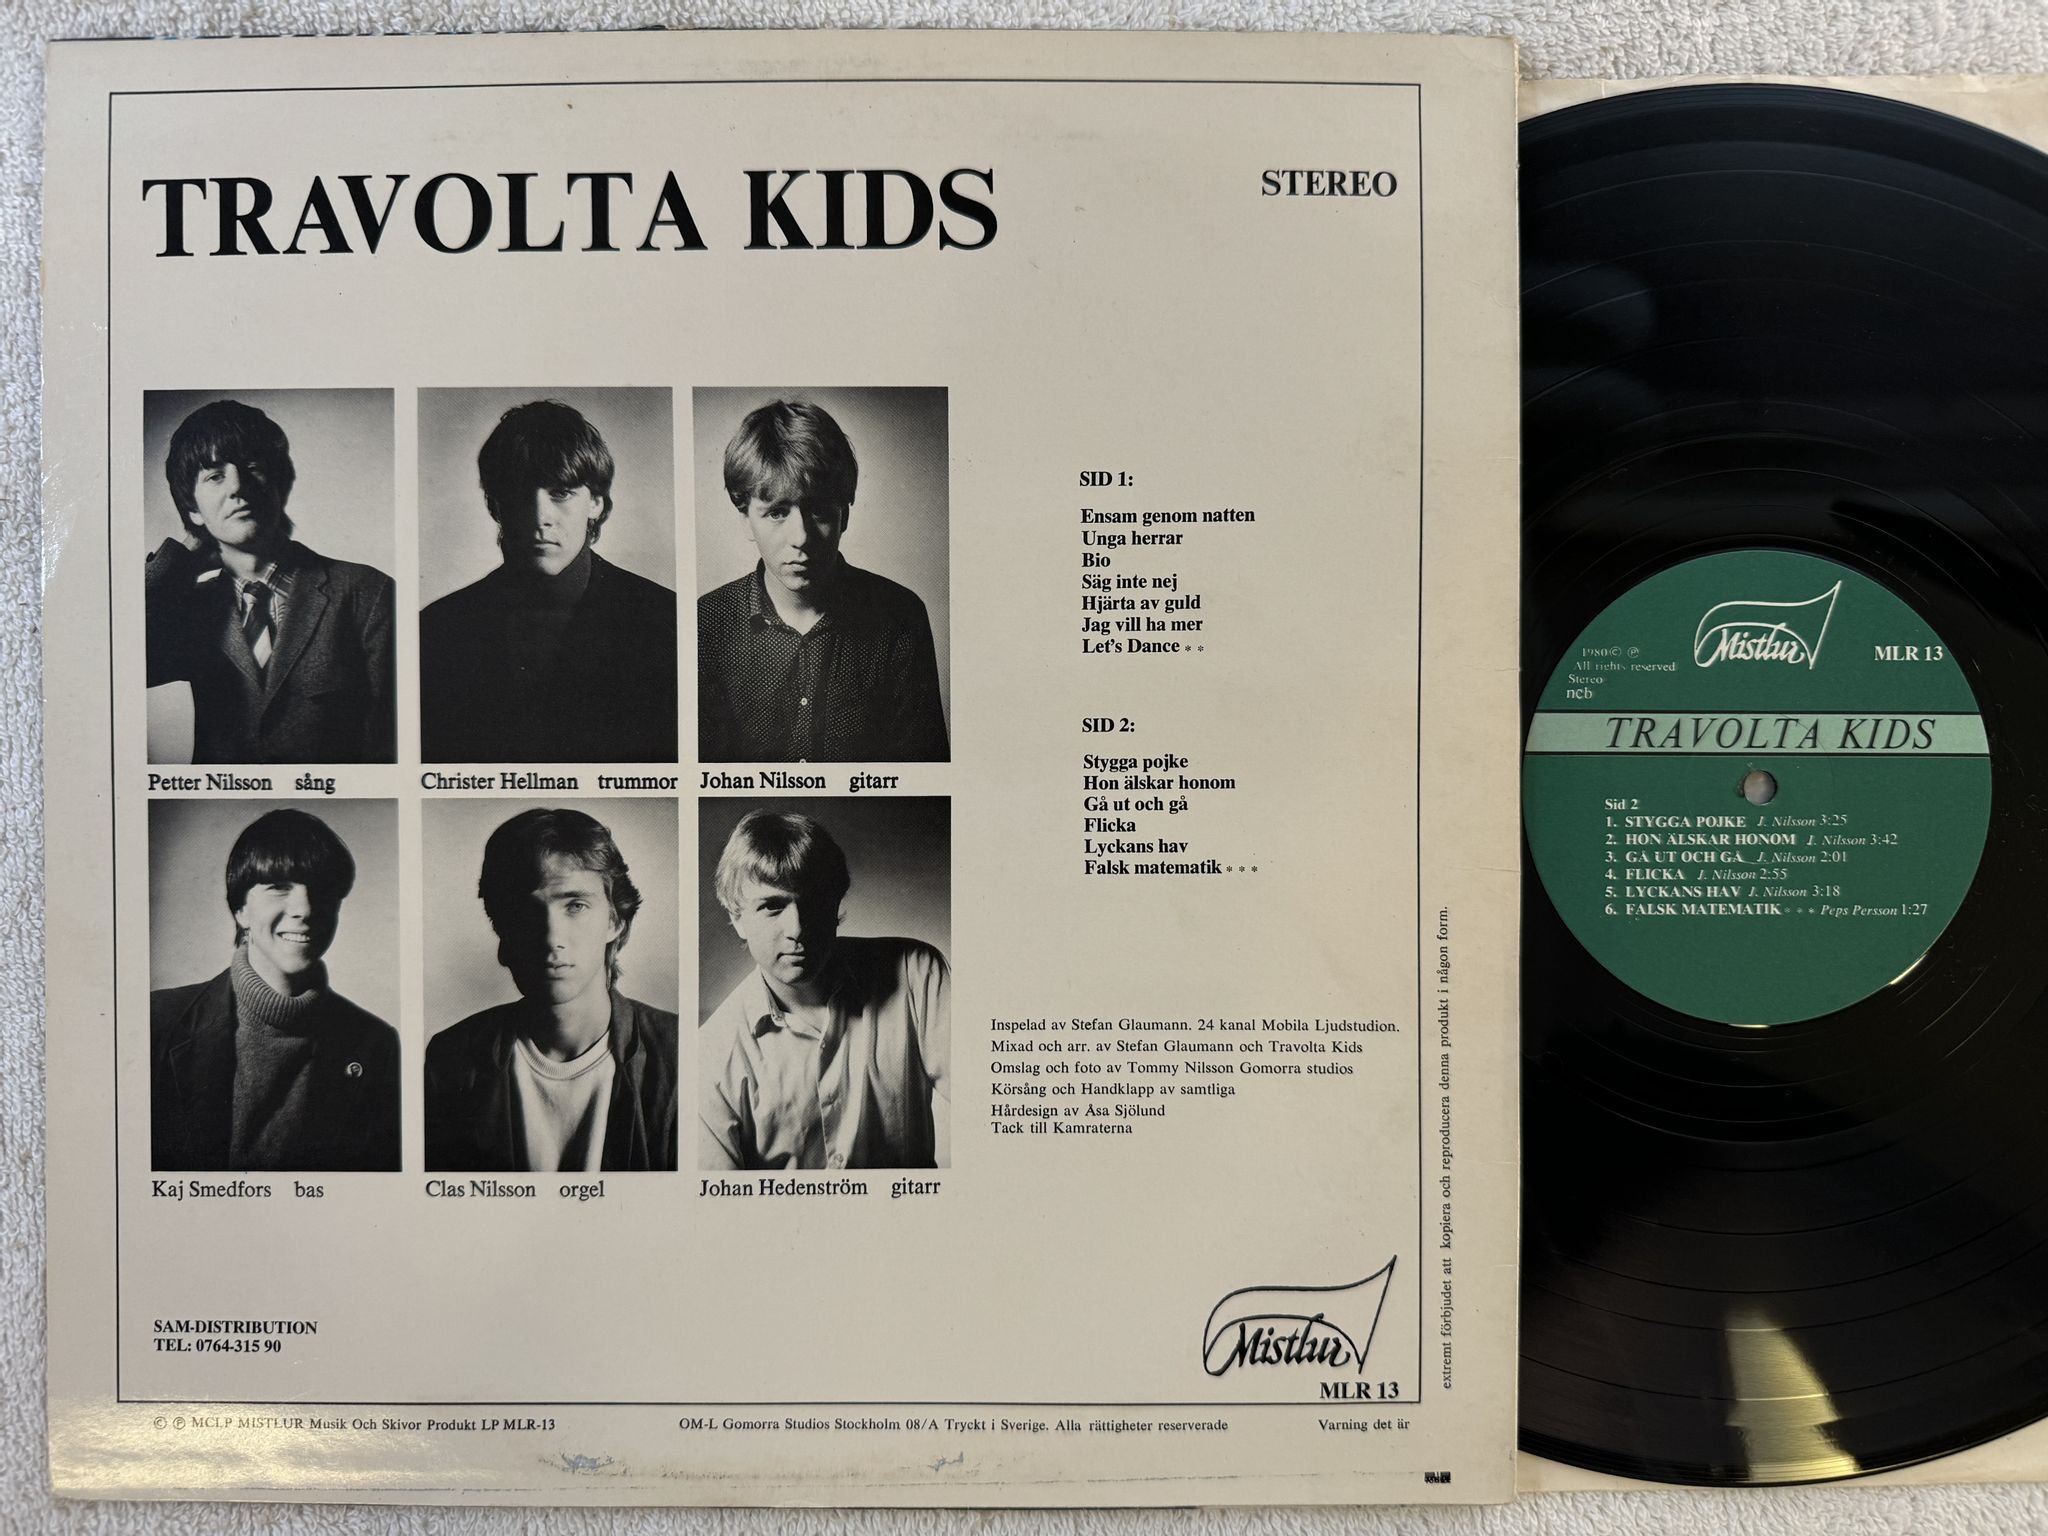 TRAVOLTA KIDS
STEREO
Petter Nilsson sång
Christer Hellman trummor
Johan Nilsson gitarr
Kaj Smedfors bas
Clas Nilsson orgel
Johan Hedenström gitarr
SID 1:
Ensam genom natten
Unga herrar
Bio
Säg inte nej
Hjärta av guld
Jag vill ha mer
Let's Dance * *
SID 2:
Stygga pojke
Hon älskar honom
Gå ut och gå
Flicka
Lyckans hav
Falsk matematik * * *
Inspelad av Stefan Glaumann. 24 kanal Mobila Ljudstudion.
Mixad och arr. av Stefan Glaumann och Travolta Kids
Omslag och foto av Tommy Nilsson Gomorra studios
Körsång och Handklapp av samtliga
Hårdesign av Åsa Sjölund
Tack till Kamraterna
SAM-DISTRIBUTION
TEL: 0764-315 90
Mistlur
MLR 13
© ℗ MCLP MISTLUR Musik Och Skivor Produkt LP MLR-13
OM-L Gomorra Studios Stockholm 08/A Tryckt i Sverige. Alla rättigheter reserverade
Varning det är
extremt förbjudet att kopiera och reproducera denna produkt i någon form.
Mistlur
MLR 13
1980 © ℗
All rights reserved
Stereo
ncb
TRAVOLTA KIDS
Sid 2
1. STYGGA POJKE J. Nilsson 3:25
2. HON ÄLSKAR HONOM J. Nilsson 3:42
3. GÅ UT OCH GÅ J. Nilsson 2:01
4. FLICKA J. Nilsson 2:55
5. LYCKANS HAV J. Nilsson 3:18
6. FALSK MATEMATIK * * * Peps Persson 1:27